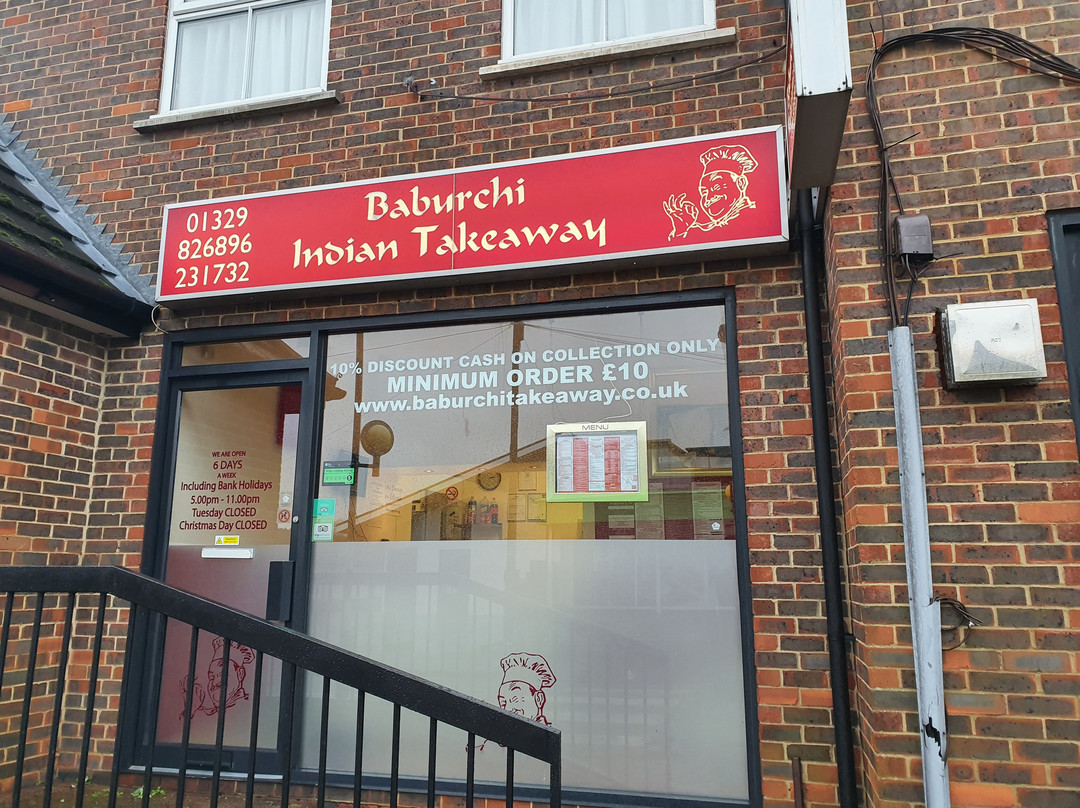 01329
826896
231732
Baburchi
Indian Takeaway
10% DISCOUNT CASH ON COLLECTION ONLY
MINIMUM ORDER £10
www.baburchitakeaway.co.uk
MENU
WE ARE OPEN
6 DAYS
A WEEK
Including Bank Holidays
5.00pm - 11.00pm
Tuesday CLOSED
Christmas Day CLOSED